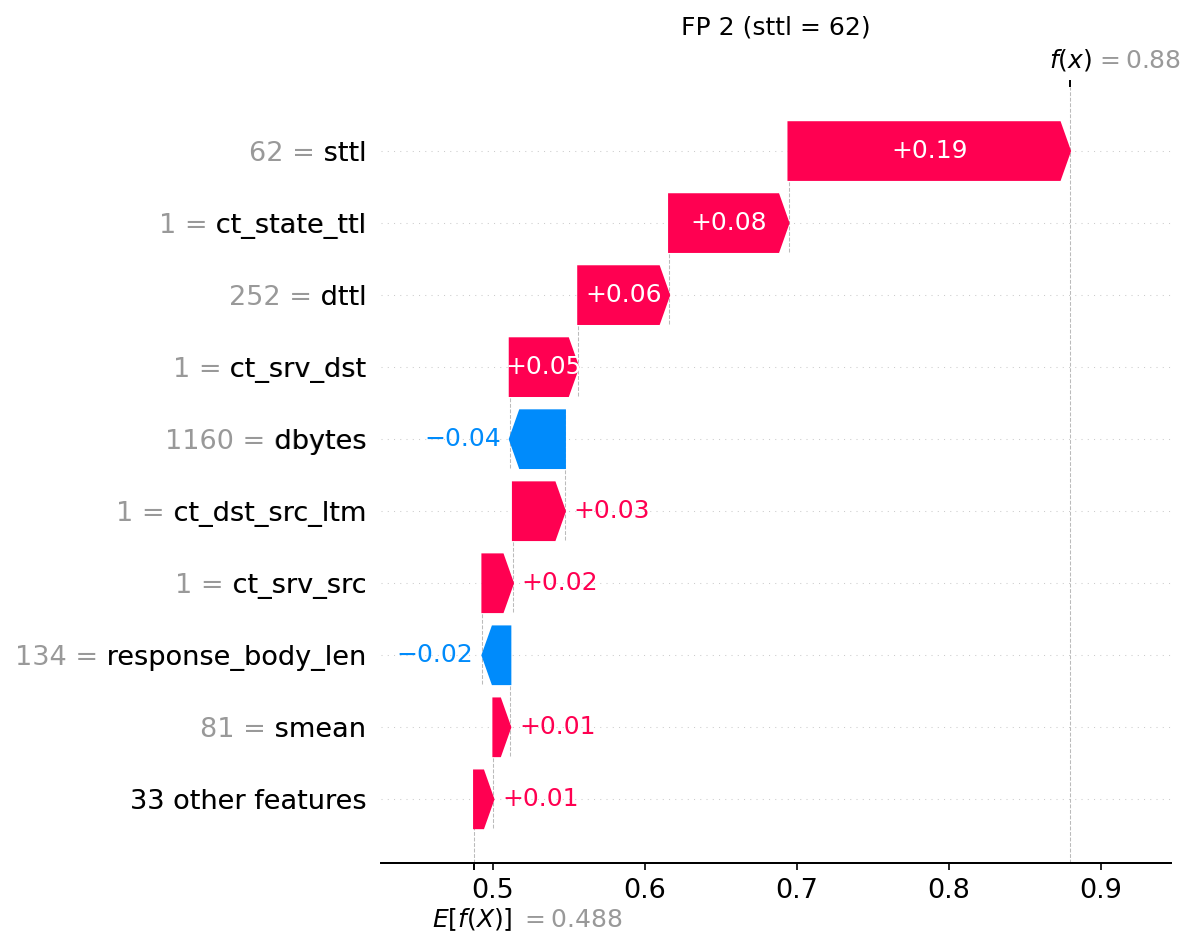 FP 2 (sttl = 62)
f(x) = 0.88
62 = sttl
+0.19
1 = ct_state_ttl
+0.08
252 = dttl
+0.06
1 = ct_srv_dst
+0.05
1160 = dbytes
−0.04
1 = ct_dst_src_ltm
+0.03
1 = ct_srv_src
+0.02
134 = response_body_len
−0.02
81 = smean
+0.01
33 other features
+0.01
0.5 0.6 0.7 0.8 0.9
E[f(X)] = 0.488